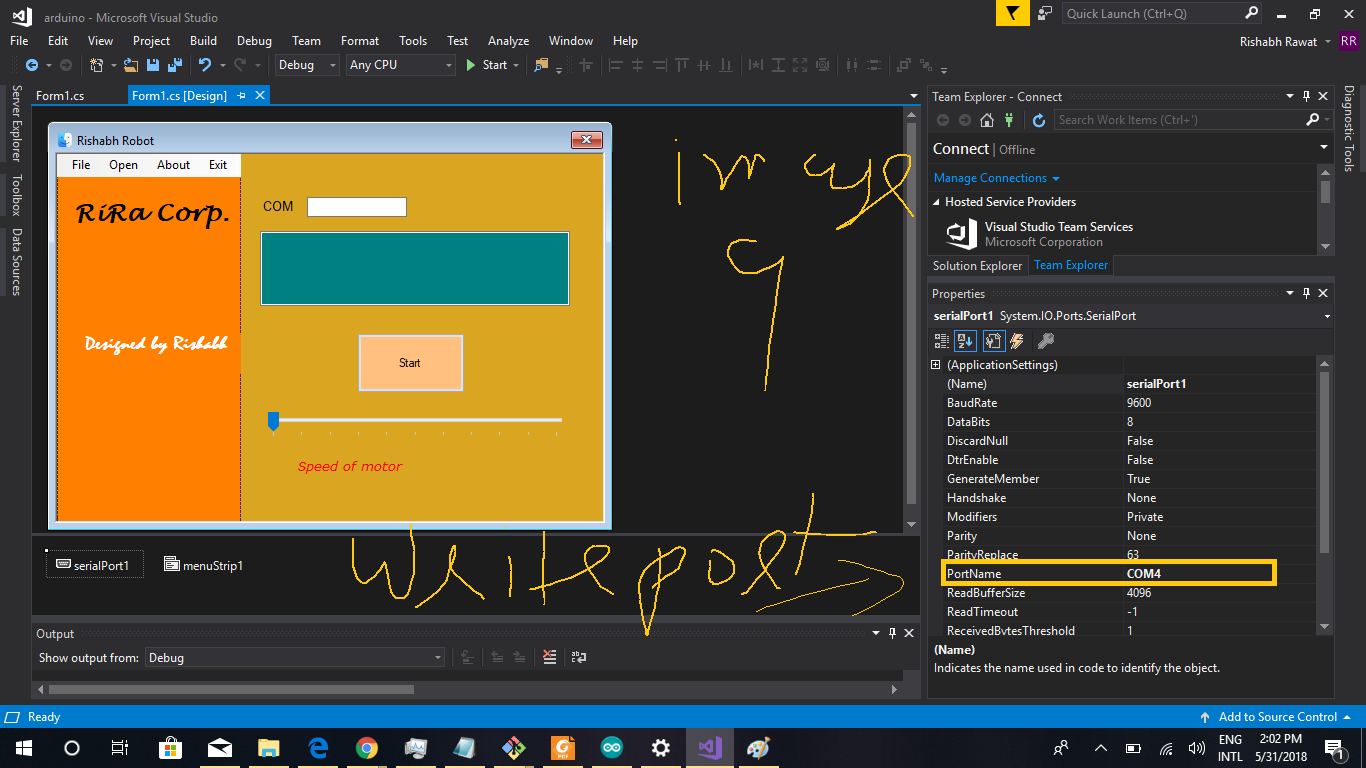 arduino - Microsoft Visual Studio
Quick Launch (Ctrl+Q)
File Edit View Project Build Debug Team Format Tools Test Analyze Window Help
Rishabh Rawat RR
Debug Any CPU Start
Server Explorer
Toolbox
Data Sources
Form1.cs Form1.cs [Design]
Rishabh Robot
File Open About Exit
RiRa Corp.
COM
Designed by Rishabh
Start
Speed of motor
9
write port
serialPort1 menuStrip1
Output
Show output from: Debug
Team Explorer - Connect
Search Work Items (Ctrl+')
Connect | Offline
Manage Connections
Hosted Service Providers
Visual Studio Team Services
Microsoft Corporation
Solution Explorer Team Explorer
Diagnostic Tools
Properties
serialPort1 System.IO.Ports.SerialPort
(ApplicationSettings)
(Name) serialPort1
BaudRate 9600
DataBits 8
DiscardNull False
DtrEnable False
GenerateMember True
Handshake None
Modifiers Private
Parity None
ParityReplace 63
PortName COM4
ReadBufferSize 4096
ReadTimeout -1
ReceivedBytesThreshold 1
(Name)
Indicates the name used in code to identify the object.
Ready
Add to Source Control
ENG
INTL
2:02 PM
5/31/2018
1